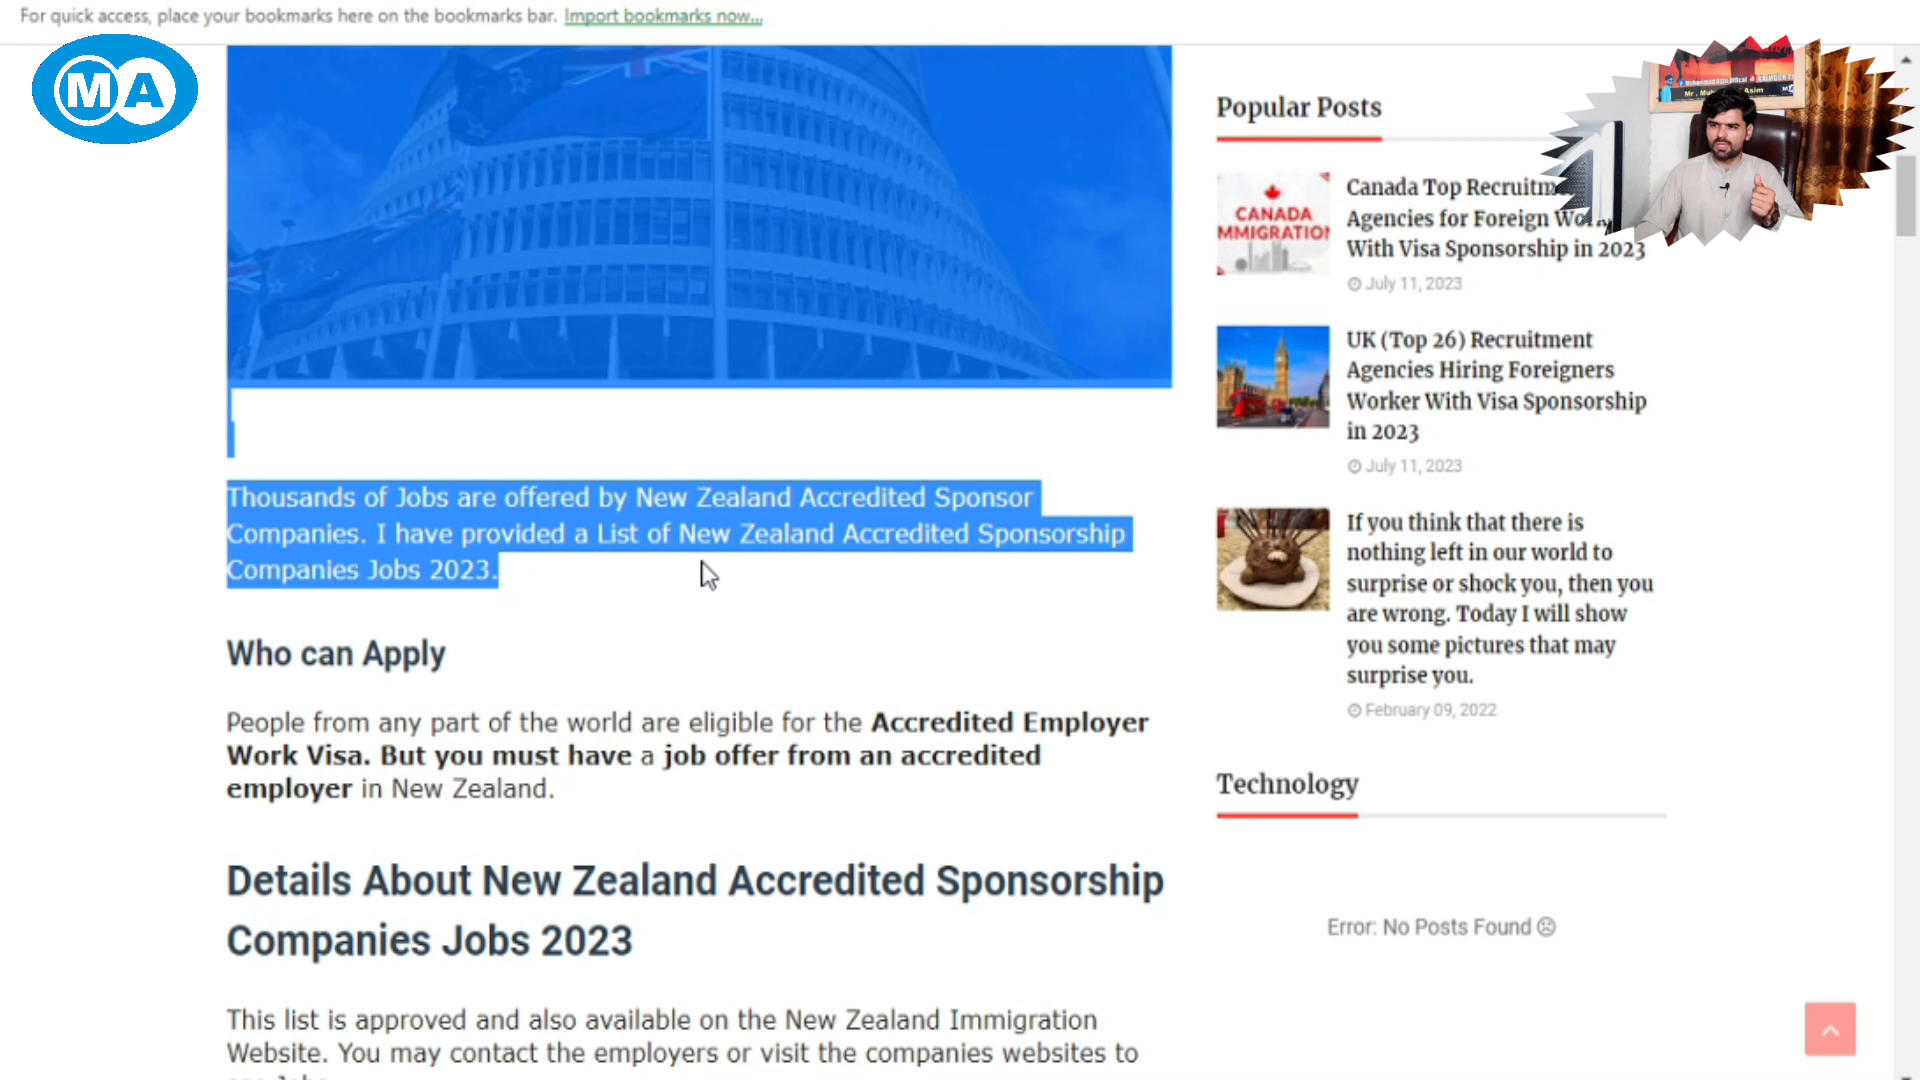 For quick access, place your bookmarks here on the bookmarks bar. Import bookmarks now...
MA
Thousands of Jobs are offered by New Zealand Accredited Sponsor
Companies. I have provided a List of New Zealand Accredited Sponsorship
Companies Jobs 2023.
Who can Apply
People from any part of the world are eligible for the Accredited Employer
Work Visa. But you must have a job offer from an accredited
employer in New Zealand.
Details About New Zealand Accredited Sponsorship
Companies Jobs 2023
This list is approved and also available on the New Zealand Immigration
Website. You may contact the employers or visit the companies websites to
Popular Posts
CANADA
IMMIGRATION
Canada Top
Agencies for Foreign
With Visa Sponsorship in 2023
July 11, 2023
UK (Top 26) Recruitment
Agencies Hiring Foreigners
Worker With Visa Sponsorship
in 2023
July 11, 2023
If you think that there is
nothing left in our world to
surprise or shock you, then you
are wrong. Today I will show
you some pictures that may
surprise you.
February 09, 2022
Technology
Error: No Posts Found